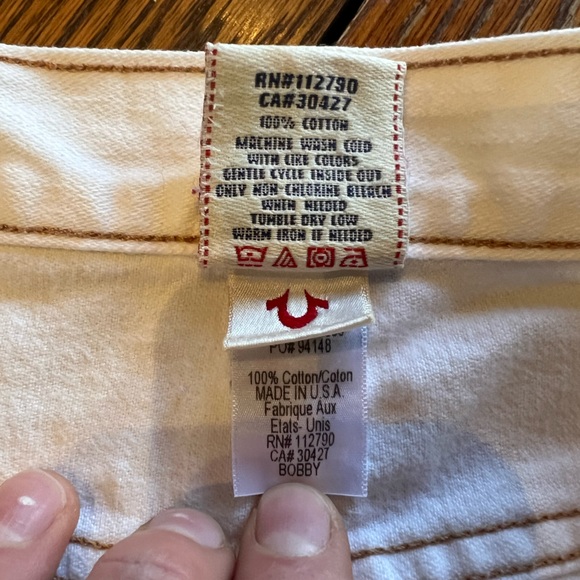 RN#112790
CA#30427
100% COTTON
MACHINE WASH COLD
WITH LIKE COLORS
GENTLE CYCLE INSIDE OUT
ONLY NON-CHLORINE BLEACH
WHEN NEEDED
TUMBLE DRY LOW
WARM IRON IF NEEDED
PO# 94148
100% Cotton/Coton
MADE IN U.S.A.
Fabrique Aux
Etats- Unis
RN# 112790
CA# 30427
BOBBY